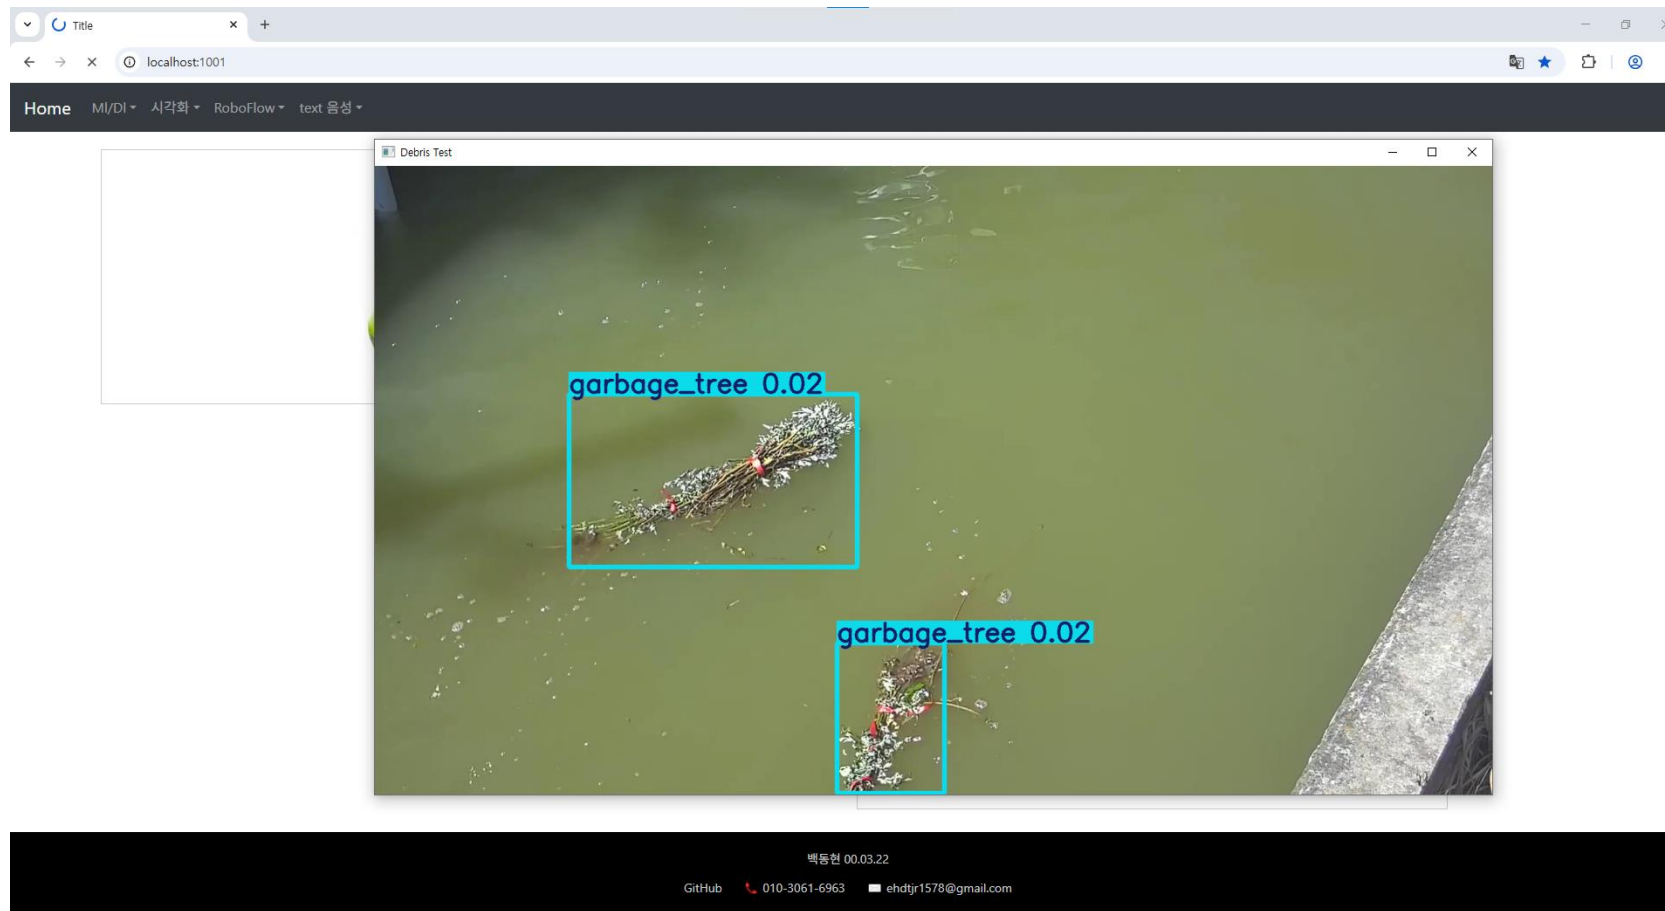 Title
localhost:1001
Home Ml/Dl 시각화 RoboFlow text 음성
Debris Test
garbage_tree 0.02
garbage_tree 0.02
백동현 00.03.22
GitHub 010-3061-6963 ehdtjr1578@gmail.com